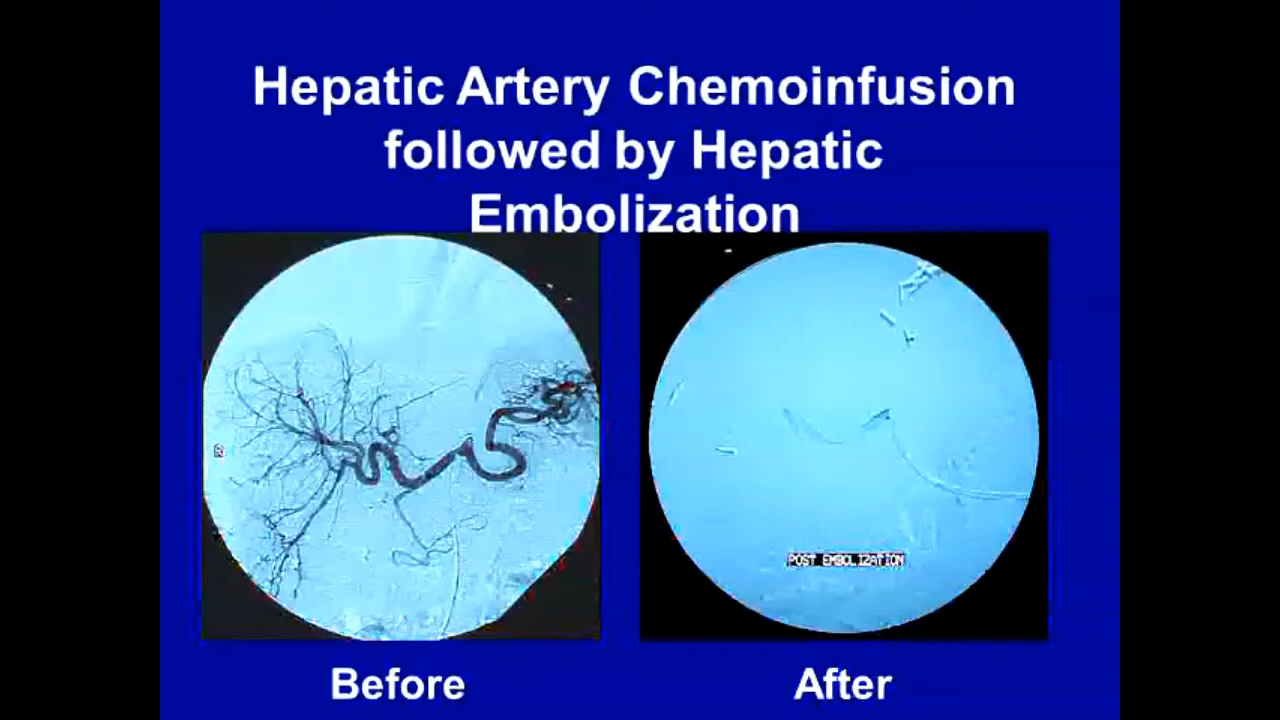 Hepatic Artery Chemoinfusion
followed by Hepatic
Embolization
POST EMBOLIZATION
Before
After